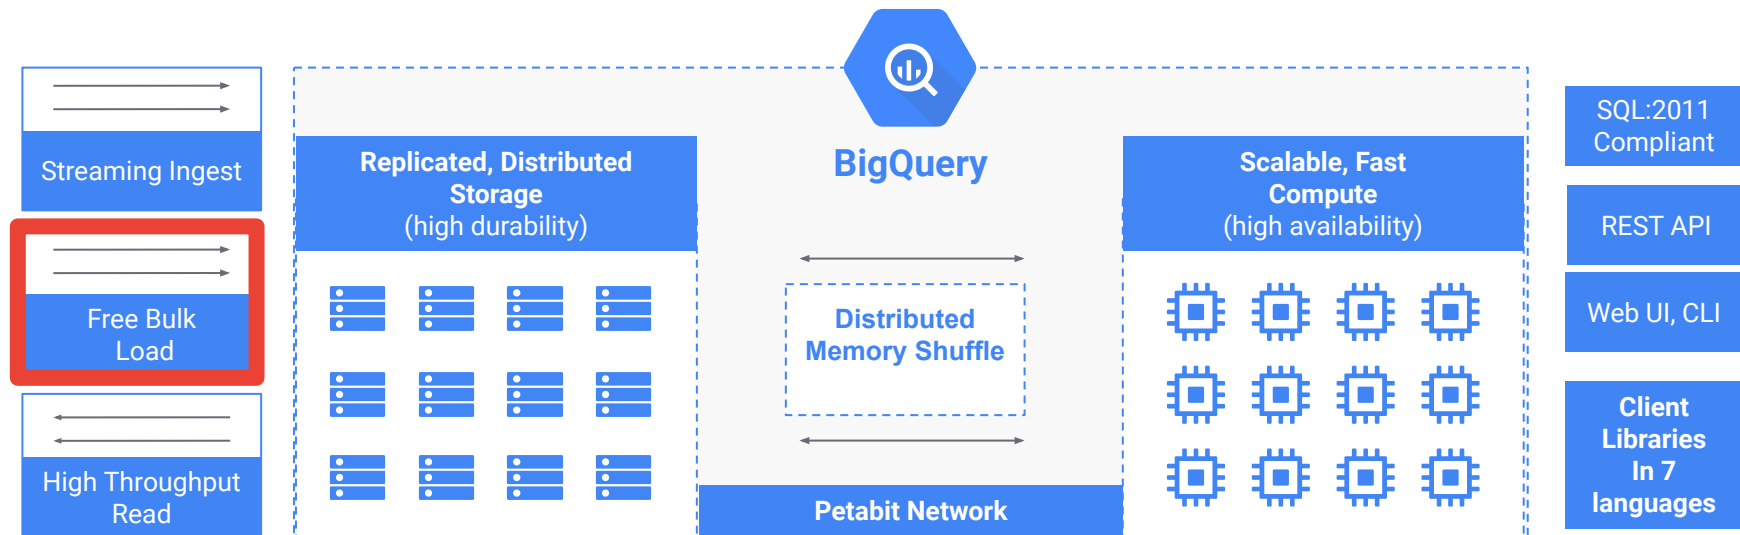 Streaming Ingest
Free Bulk
Load
High Throughput
Read
Replicated, Distributed
Storage
(high durability)
BigQuery
Distributed
Memory Shuffle
Petabit Network
Scalable, Fast
Compute
(high availability)
SQL:2011
Compliant
REST API
Web UI, CLI
Client
Libraries
In 7
languages